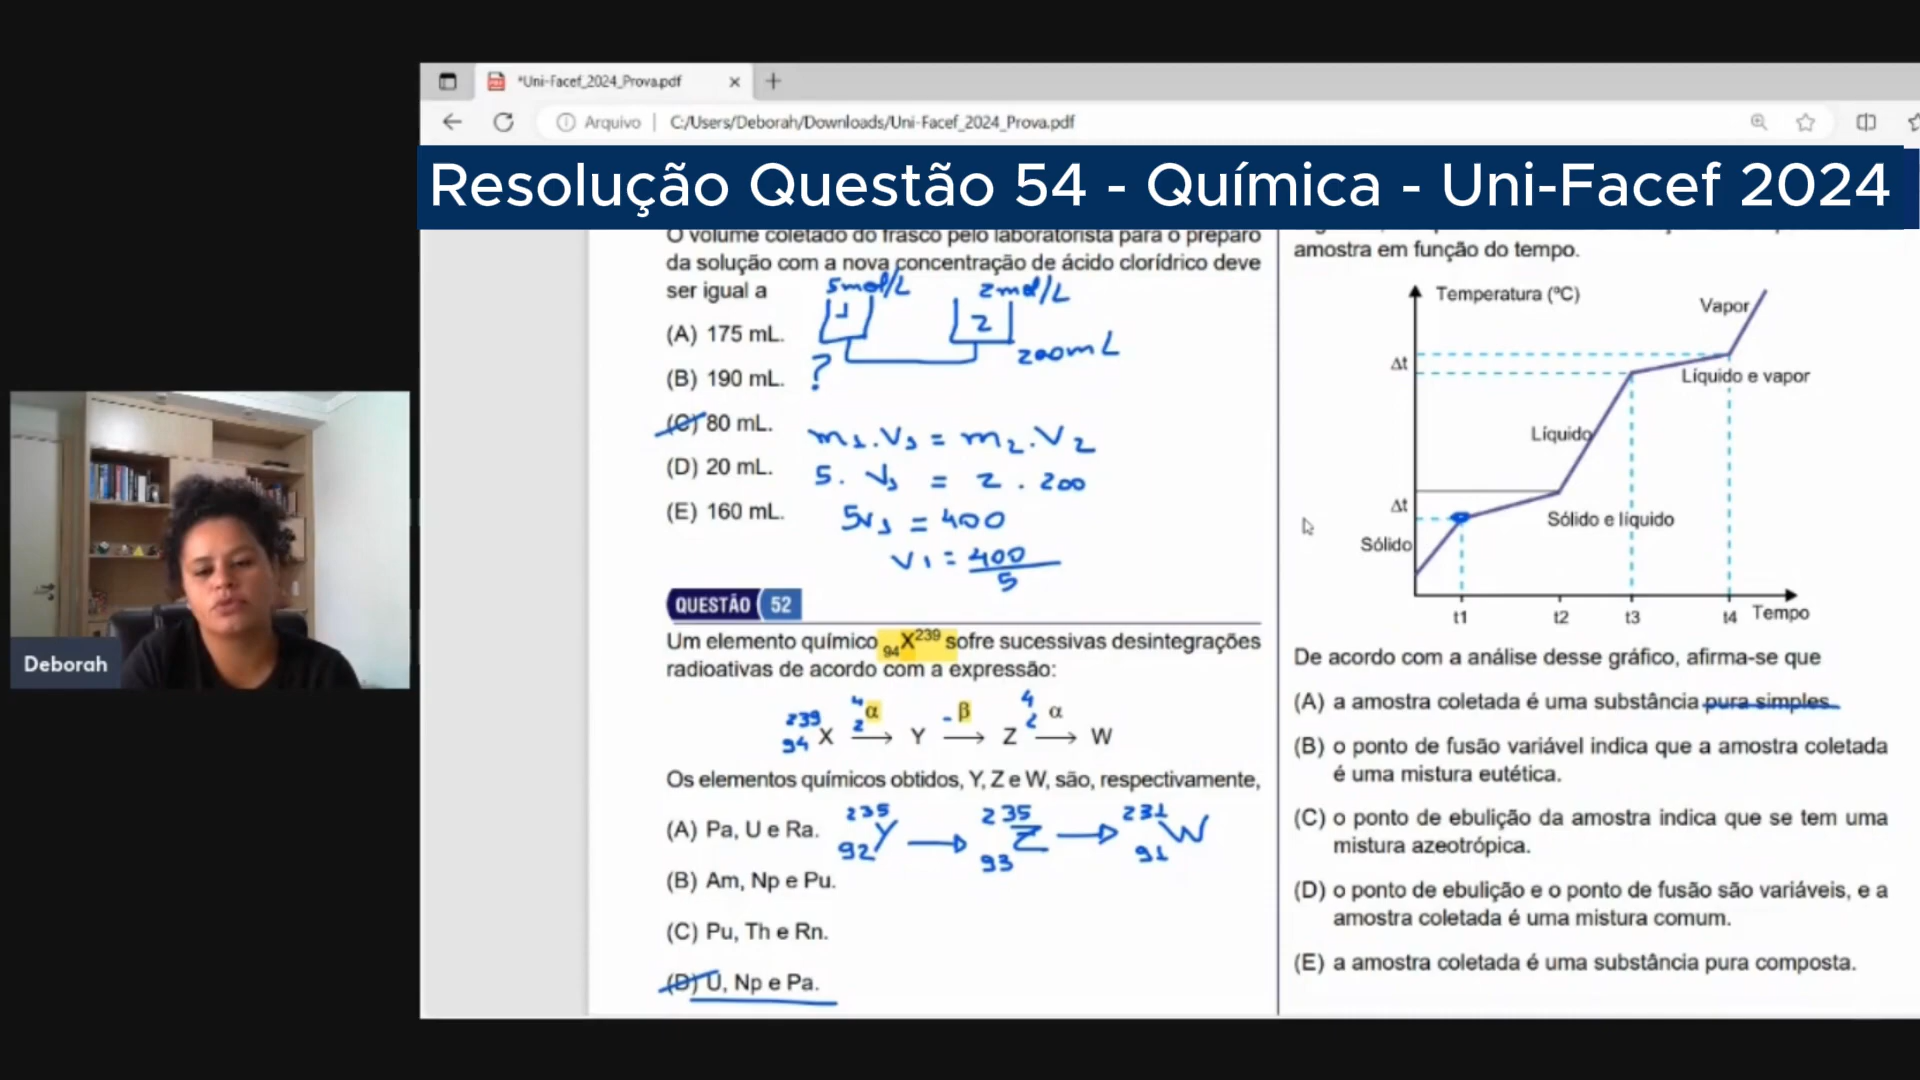 *Uni-Facef_2024_Prova.pdf
Arquivo | C:/Users/Deborah/Downloads/Uni-Facef_2024_Prova.pdf
Resolução Questão 54 - Química - Uni-Facef 2024
O volume coletado do frasco pelo laboratorista para o preparo
da solução com a nova concentração de ácido clorídrico deve
ser igual a
5mol/L 2mol/L
1 2
200mL
?
(A) 175 mL.
(B) 190 mL.
(C) 80 mL.
(D) 20 mL.
(E) 160 mL.
m1.V1 = m2.V2
5. V1 = 2 . 200
5V1 = 400
V1 = 400
5
QUESTÃO 52
Um elemento químico 94X239 sofre sucessivas desintegrações
radioativas de acordo com a expressão:
239 4 α - β 4 α
94 X 2 → Y → Z 2 → W
Os elementos químicos obtidos, Y, Z e W, são, respectivamente,
235 235 231
92 Y → 93 Z → 91 W
(A) Pa, U e Ra.
(B) Am, Np e Pu.
(C) Pu, Th e Rn.
(D) U, Np e Pa.
amostra em função do tempo.
Temperatura (ºC)
Vapor
Δt
Líquido e vapor
Líquido
Δt
Sólido e líquido
Sólido
t1 t2 t3 t4 Tempo
De acordo com a análise desse gráfico, afirma-se que
(A) a amostra coletada é uma substância pura simples.
(B) o ponto de fusão variável indica que a amostra coletada
é uma mistura eutética.
(C) o ponto de ebulição da amostra indica que se tem uma
mistura azeotrópica.
(D) o ponto de ebulição e o ponto de fusão são variáveis, e a
amostra coletada é uma mistura comum.
(E) a amostra coletada é uma substância pura composta.
Deborah